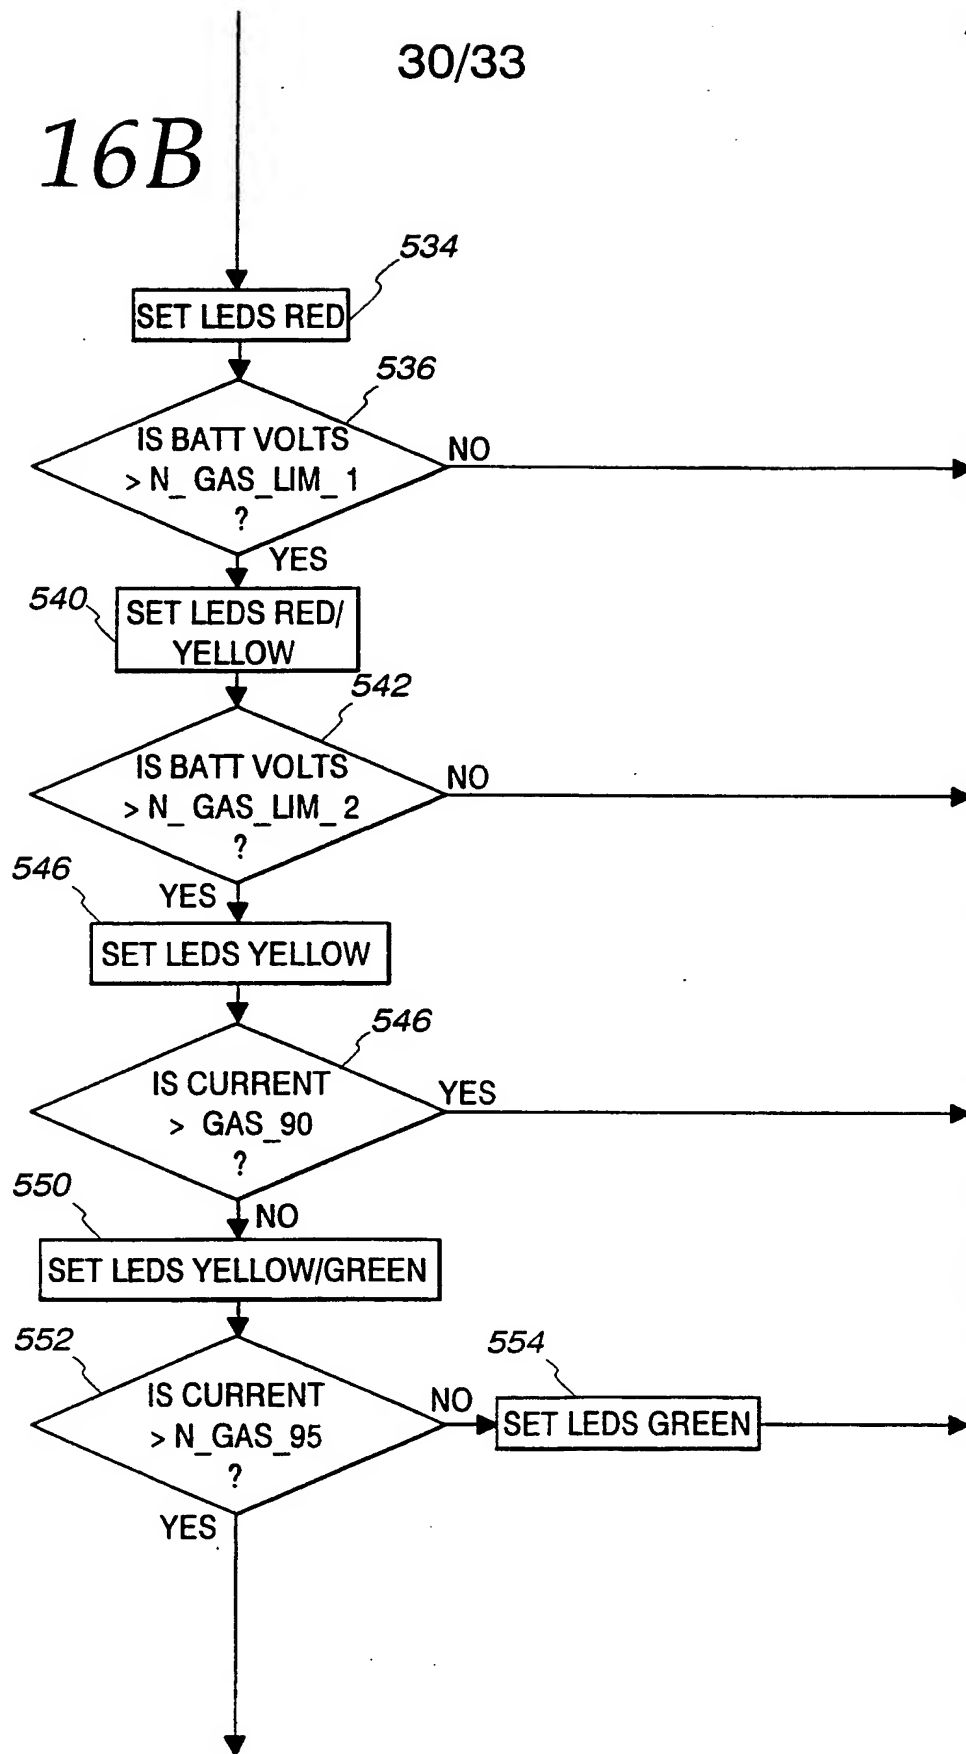 30/33
16B
534
SET LEDS RED
536
IS BATT VOLTS
> N_ GAS_LIM_ 1
?
NO
YES
540
SET LEDS RED/
YELLOW
542
IS BATT VOLTS
> N_ GAS_LIM_ 2
?
NO
546
YES
SET LEDS YELLOW
546
IS CURRENT
> GAS_90
?
YES
550
NO
SET LEDS YELLOW/GREEN
552
554
IS CURRENT
> N_GAS_95
?
NO
SET LEDS GREEN
YES